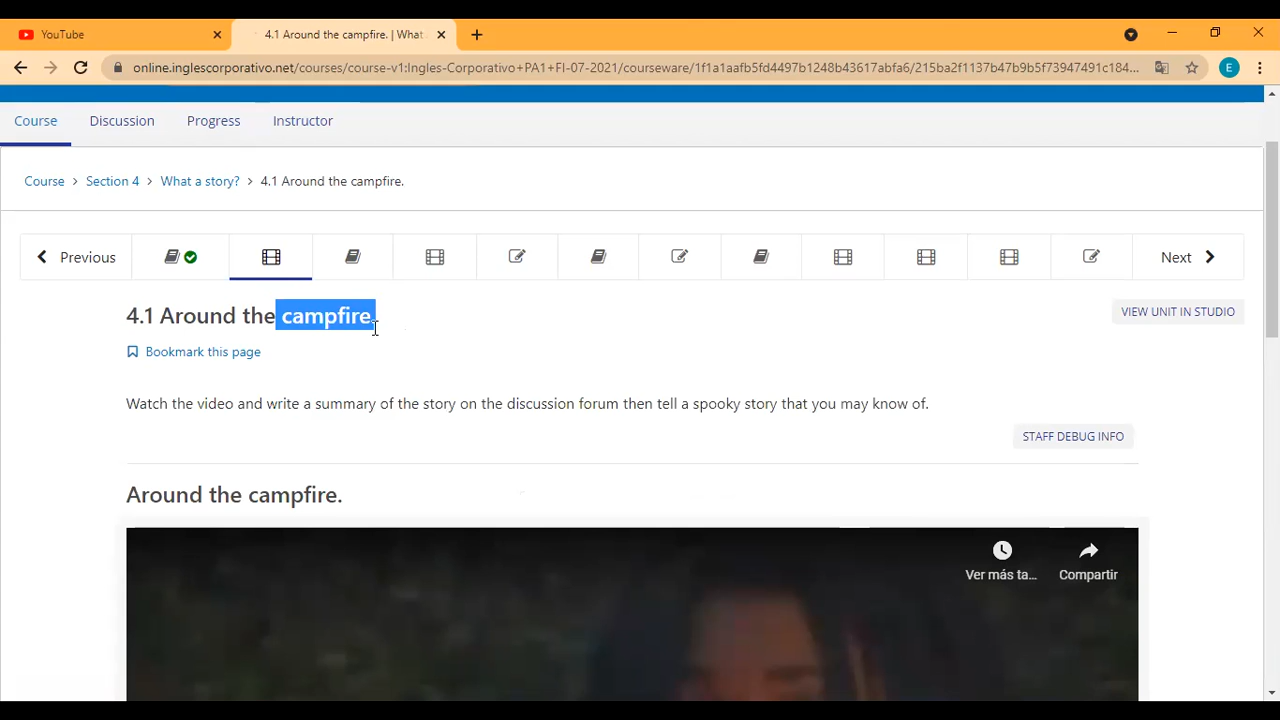 YouTube
4.1 Around the campfire. | What
online.inglescorporativo.net/courses/course-v1:Ingles-Corporativo+PA1+FI-07-2021/courseware/1f1a1aafb5fd4497b1248b43617abfa6/215ba2f1137b47b9b5f73947491c184...
E
Course Discussion Progress Instructor
Course > Section 4 > What a story? > 4.1 Around the campfire.
Previous Next
4.1 Around the campfire.
VIEW UNIT IN STUDIO
Bookmark this page
Watch the video and write a summary of the story on the discussion forum then tell a spooky story that you may know of.
STAFF DEBUG INFO
Around the campfire.
Ver más ta... Compartir